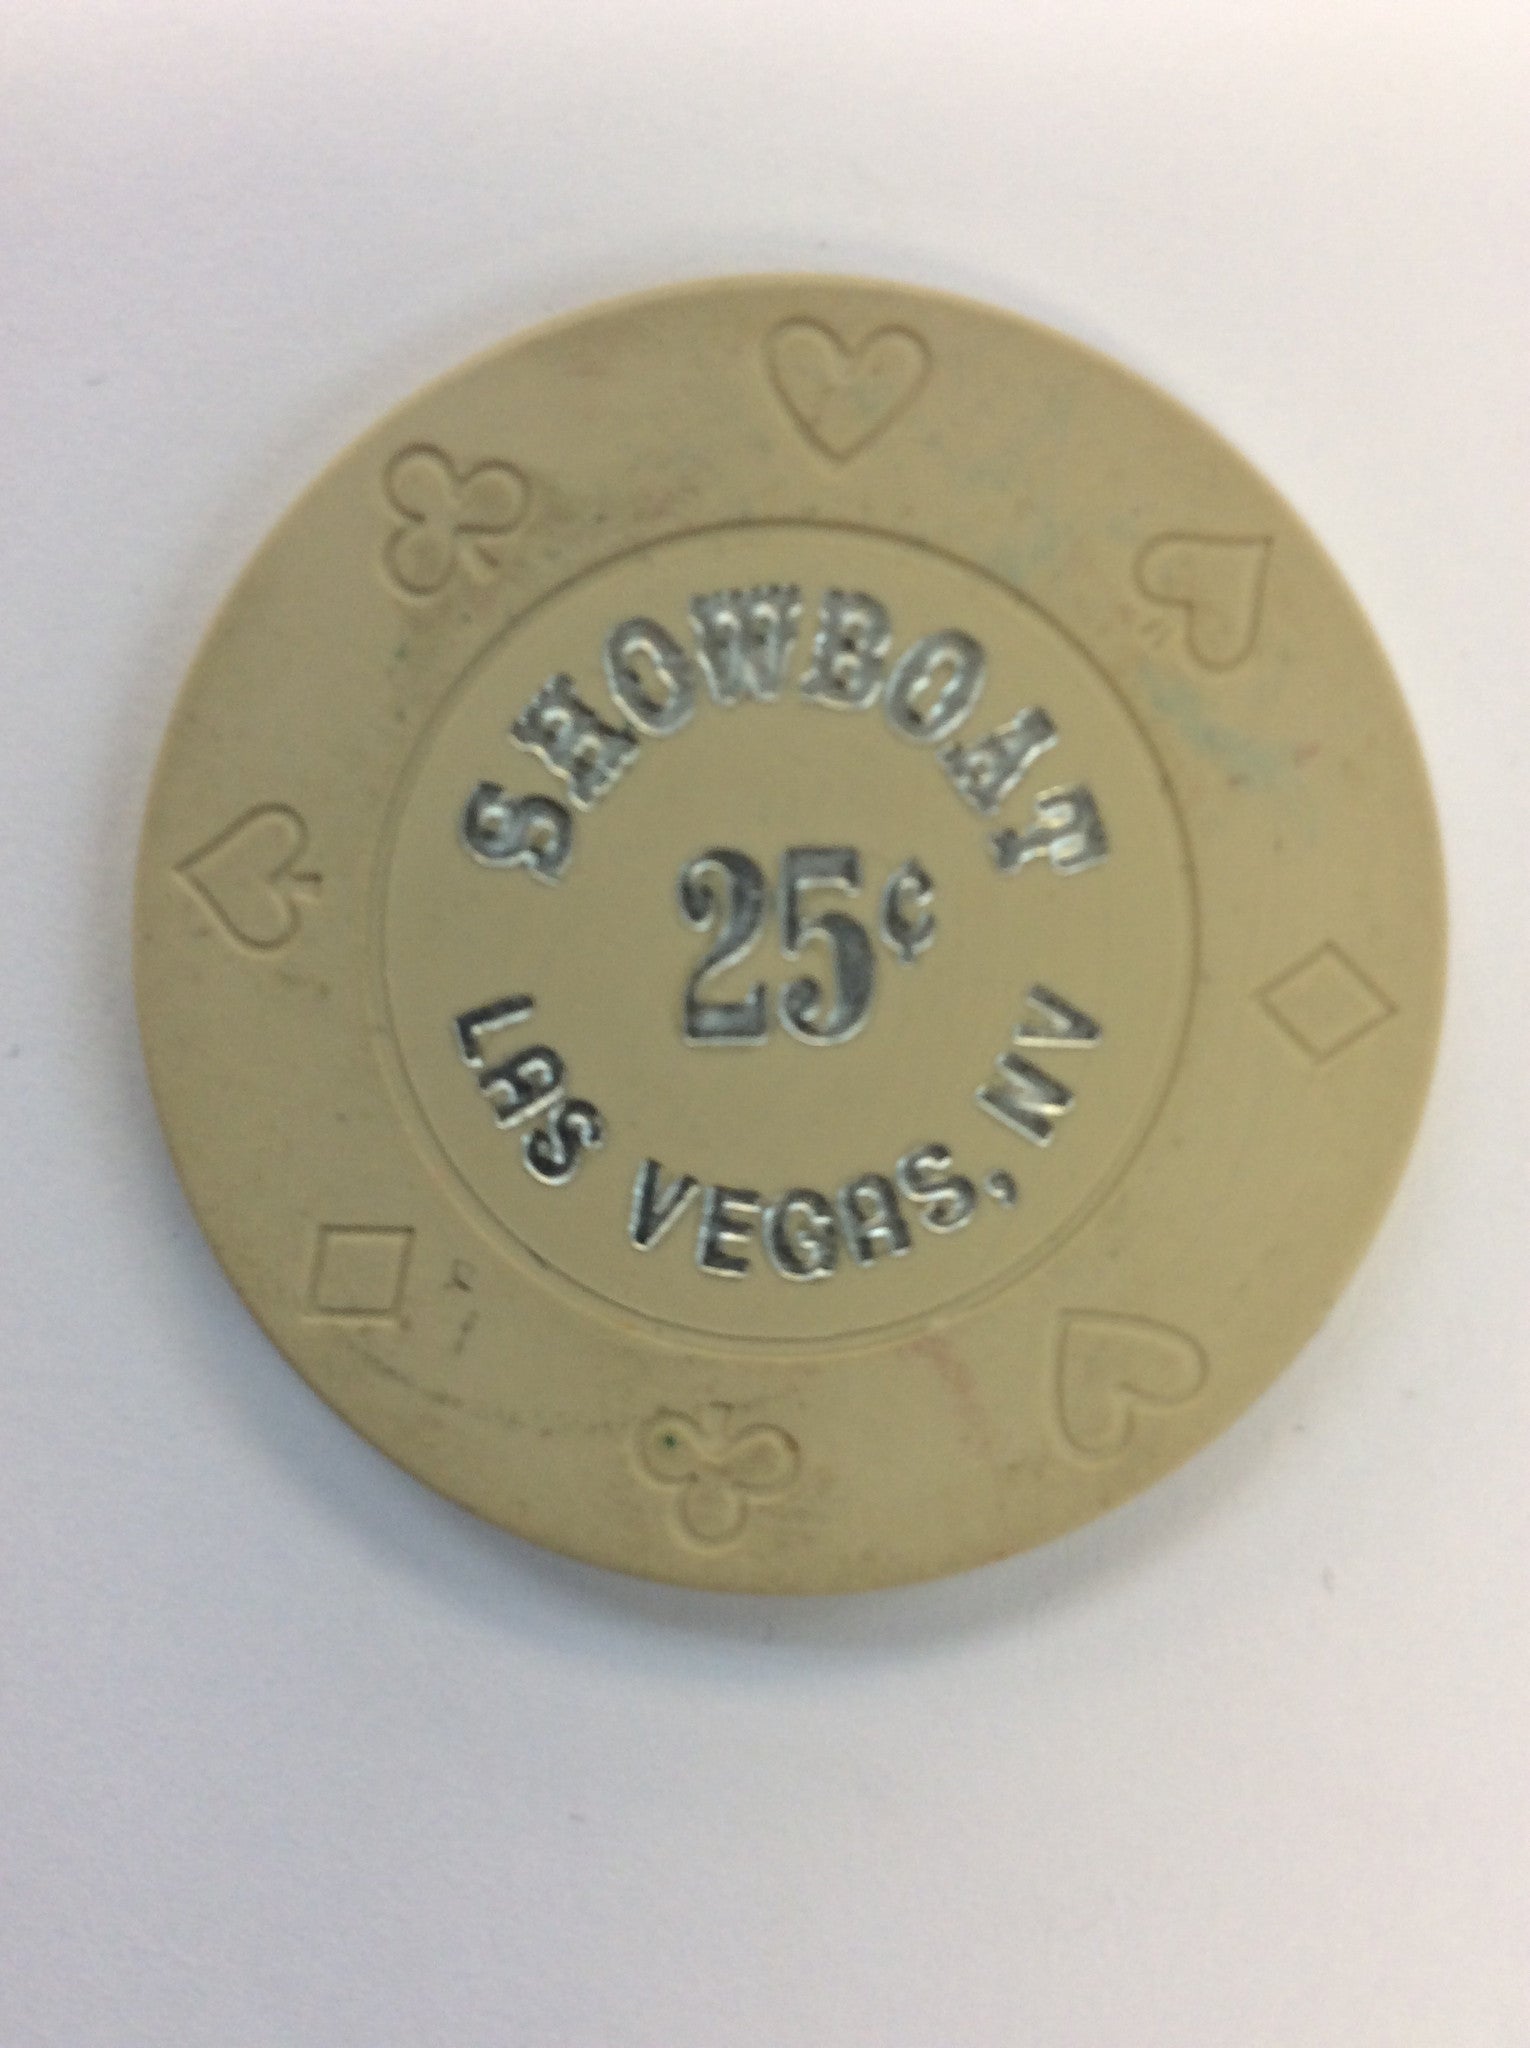 SHOWBOAT
25¢
LAS VEGAS, NV